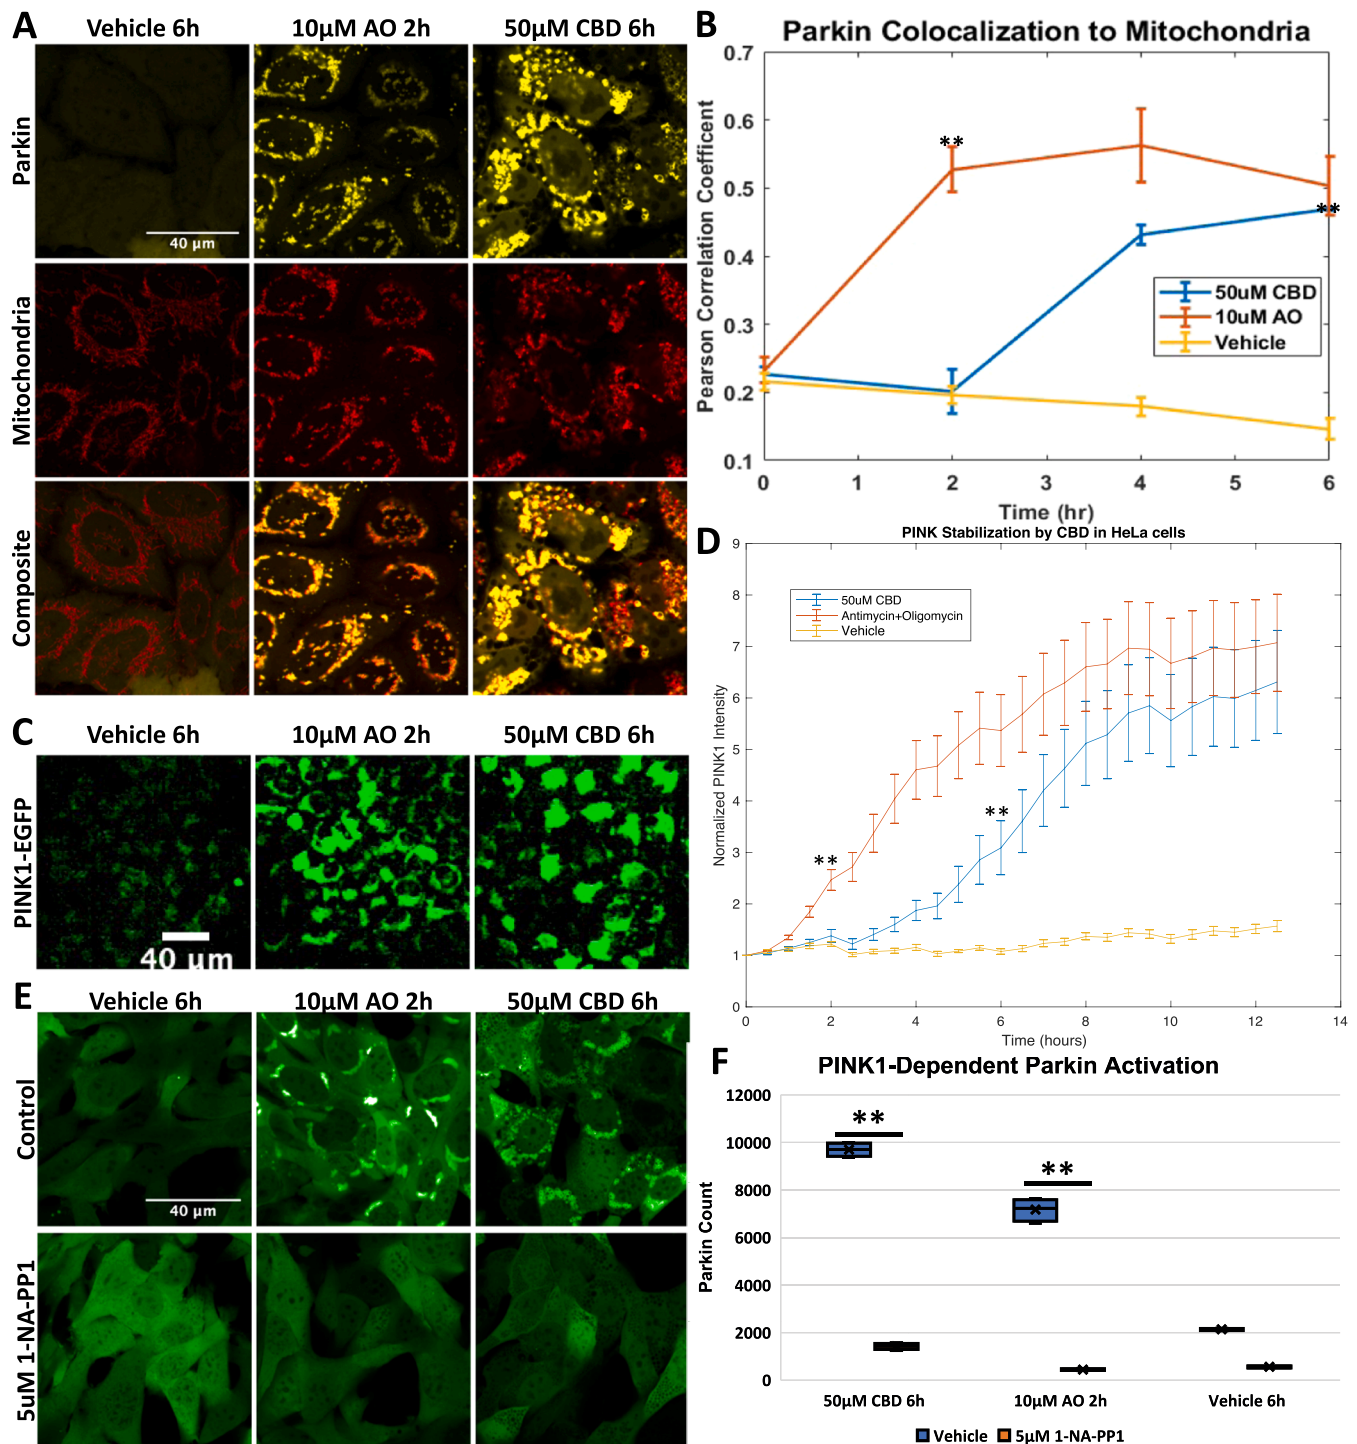 A
Vehicle 6h
10µM AO 2h
50µM CBD 6h
Parkin
40 µm
Mitochondria
Composite
B
Parkin Colocalization to Mitochondria
Pearson Correlation Coefficent
0.7
0.6
0.5
0.4
0.3
0.2
0.1
**
**
50uM CBD
10uM AO
Vehicle
0 1 2 3 4 5 6
Time (hr)
C
Vehicle 6h
10µM AO 2h
50µM CBD 6h
PINK1-EGFP
40 µm
D
PINK Stabilization by CBD in HeLa cells
Normalized PINK1 Intensity
9
8
7
6
5
4
3
2
1
0
50uM CBD
Antimycin+Oligomycin
Vehicle
**
**
0 2 4 6 8 10 12 14
Time (hours)
E
Vehicle 6h
10µM AO 2h
50µM CBD 6h
Control
40 µm
5uM 1-NA-PP1
F
PINK1-Dependent Parkin Activation
Parkin Count
12000
10000
8000
6000
4000
2000
0
**
**
50µM CBD 6h
10µM AO 2h
Vehicle 6h
Vehicle
5µM 1-NA-PP1